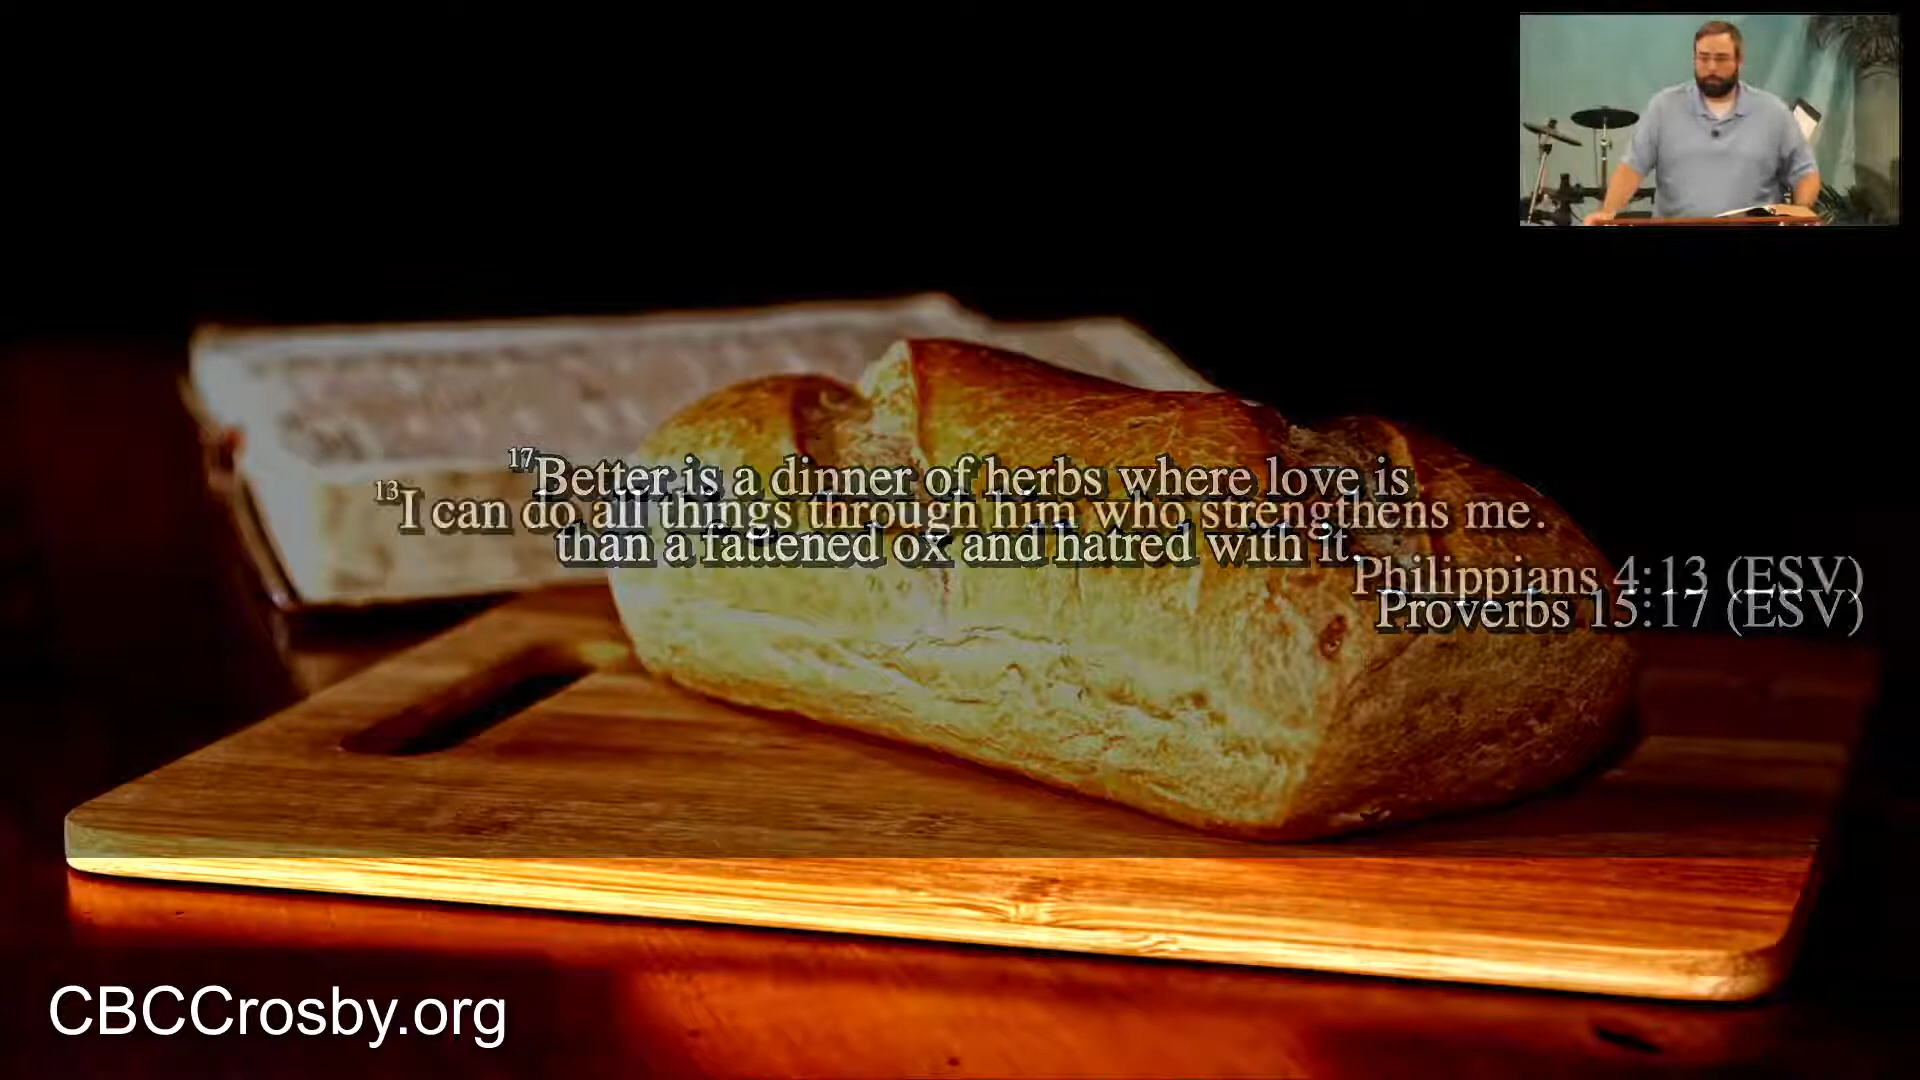 17Better is a dinner of herbs where love is
than a fattened ox and hatred with it.
Proverbs 15:17 (ESV)
13I can do all things through him who strengthens me.
Philippians 4:13 (ESV)
CBCCrosby.org